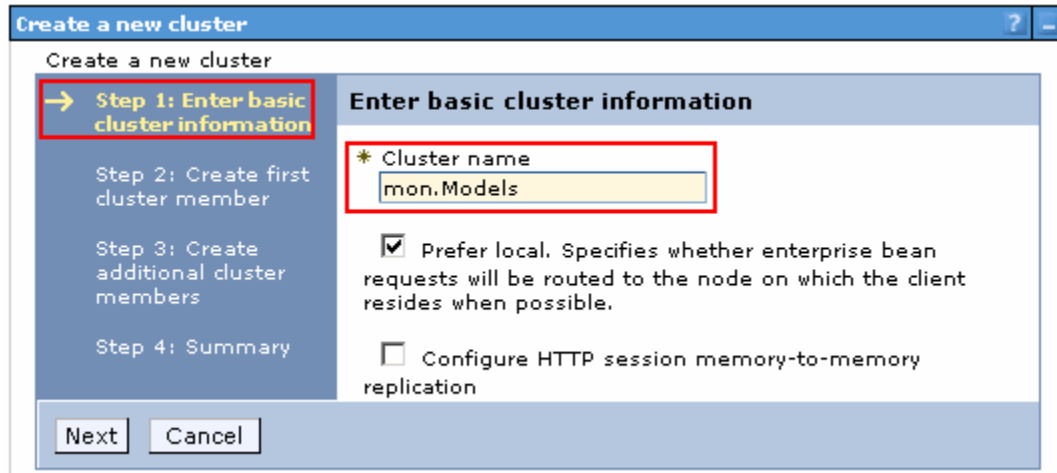 Create a new cluster ? –
Create a new cluster
→ Step 1: Enter basic
cluster information
Step 2: Create first
cluster member
Step 3: Create
additional cluster
members
Step 4: Summary
Enter basic cluster information
* Cluster name
mon.Models
Prefer local. Specifies whether enterprise bean
requests will be routed to the node on which the client
resides when possible.
Configure HTTP session memory-to-memory
replication
Next Cancel